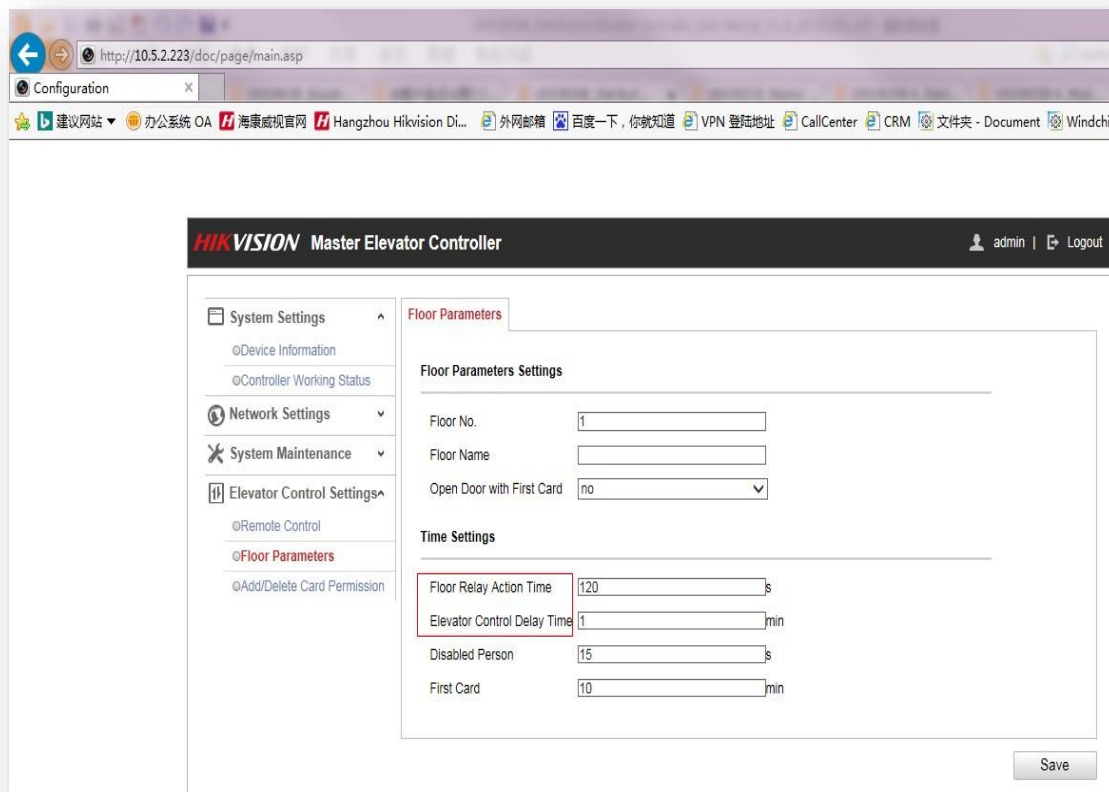 http://10.5.2.223/doc/page/main.asp
Configuration
建议网站 办公系统 OA 海康威视官网 Hangzhou Hikvision Di... 外网邮箱 百度一下，你就知道 VPN 登陆地址 CallCenter CRM 文件夹 - Document Windchi
HIKVISION Master Elevator Controller admin | Logout
System Settings
Device Information
Controller Working Status
Network Settings
System Maintenance
Elevator Control Settings
Remote Control
Floor Parameters
Add/Delete Card Permission
Floor Parameters
Floor Parameters Settings
Floor No. 1
Floor Name
Open Door with First Card no
Time Settings
Floor Relay Action Time 120 s
Elevator Control Delay Time 1 min
Disabled Person 15 s
First Card 10 min
Save